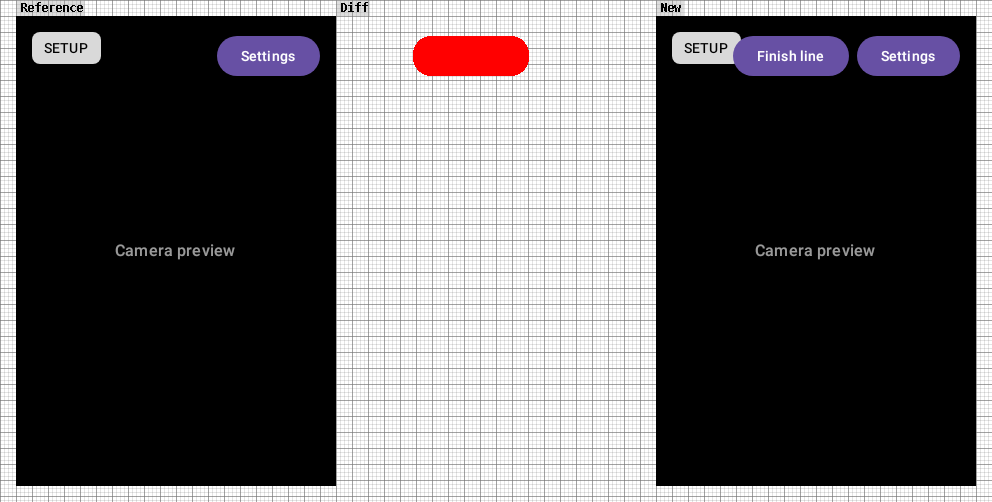 Reference
Diff
New
SETUP
Settings
SETUP
Finish line
Settings
Camera preview
Camera preview